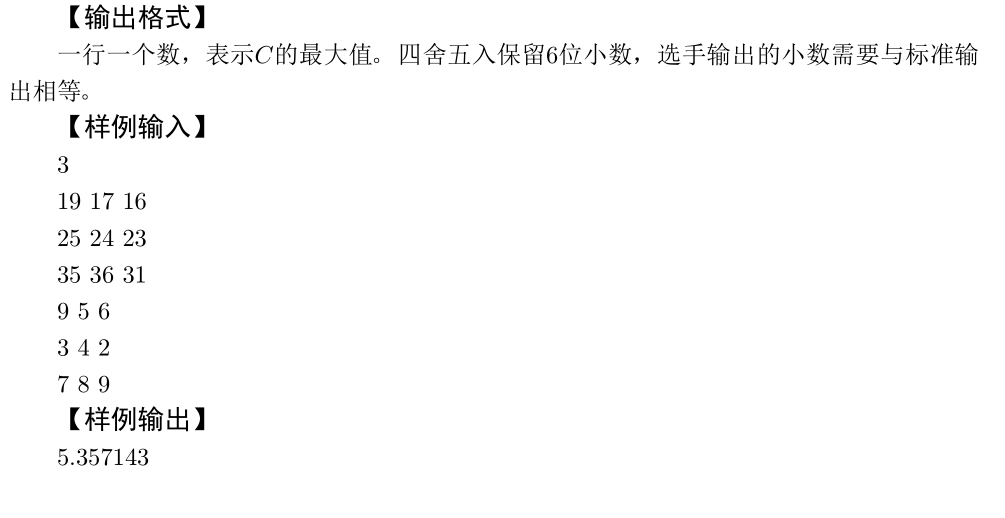 【输出格式】
一行一个数，表示C的最大值。四舍五入保留6位小数，选手输出的小数需要与标准输
出相等。
【样例输入】
3
19 17 16
25 24 23
35 36 31
9 5 6
3 4 2
7 8 9
【样例输出】
5.357143